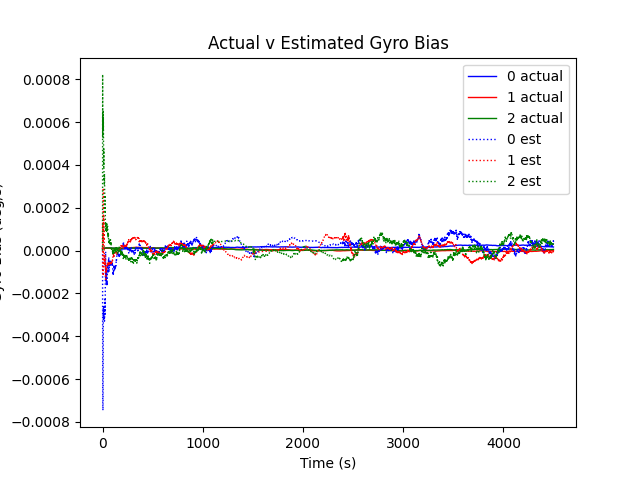 Actual v Estimated Gyro Bias
0.0008
0.0006
0.0004
0.0002
0.0000
−0.0002
−0.0004
−0.0006
−0.0008
0 actual
1 actual
2 actual
0 est
1 est
2 est
0
1000
2000
3000
4000
Time (s)